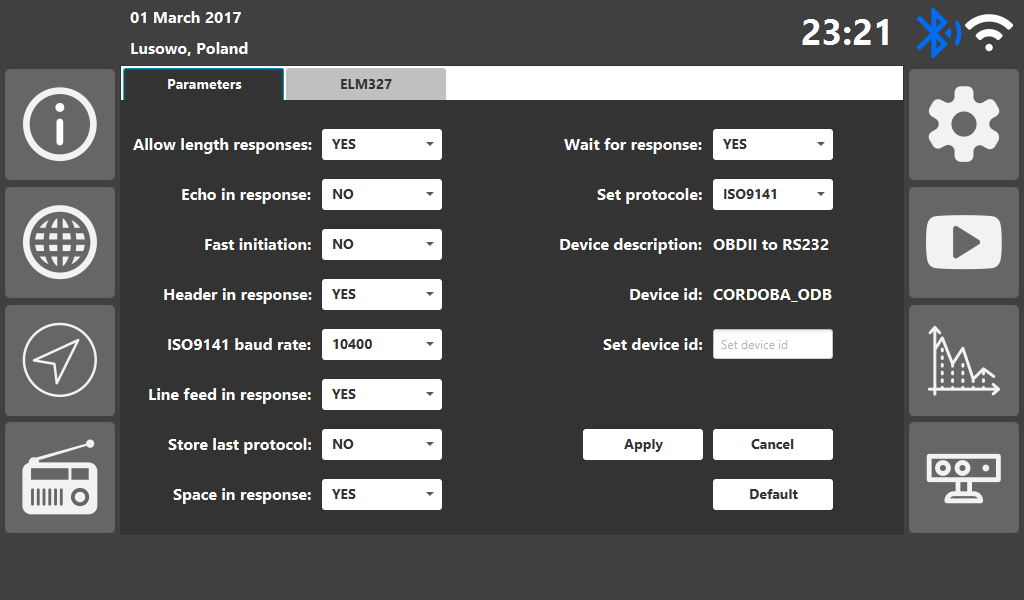 01 March 2017
Lusowo, Poland
23:21
Parameters
ELM327
Allow length responses: YES
Wait for response: YES
Echo in response: NO
Set protocole: ISO9141
Fast initiation: NO
Device description: OBDII to RS232
Header in response: YES
Device id: CORDOBA_ODB
ISO9141 baud rate: 10400
Set device id: Set device id
Line feed in response: YES
Store last protocol: NO
Apply
Cancel
Space in response: YES
Default